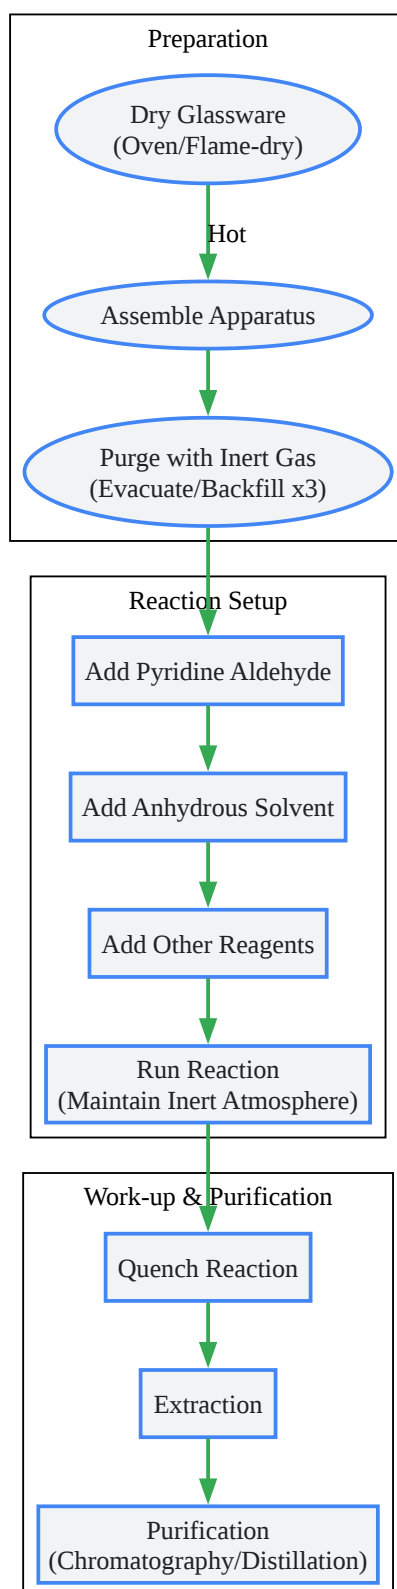 Preparation
Dry Glassware
(Oven/Flame-dry)
Hot
Assemble Apparatus
Purge with Inert Gas
(Evacuate/Backfill x3)
Reaction Setup
Add Pyridine Aldehyde
Add Anhydrous Solvent
Add Other Reagents
Run Reaction
(Maintain Inert Atmosphere)
Work-up & Purification
Quench Reaction
Extraction
Purification
(Chromatography/Distillation)